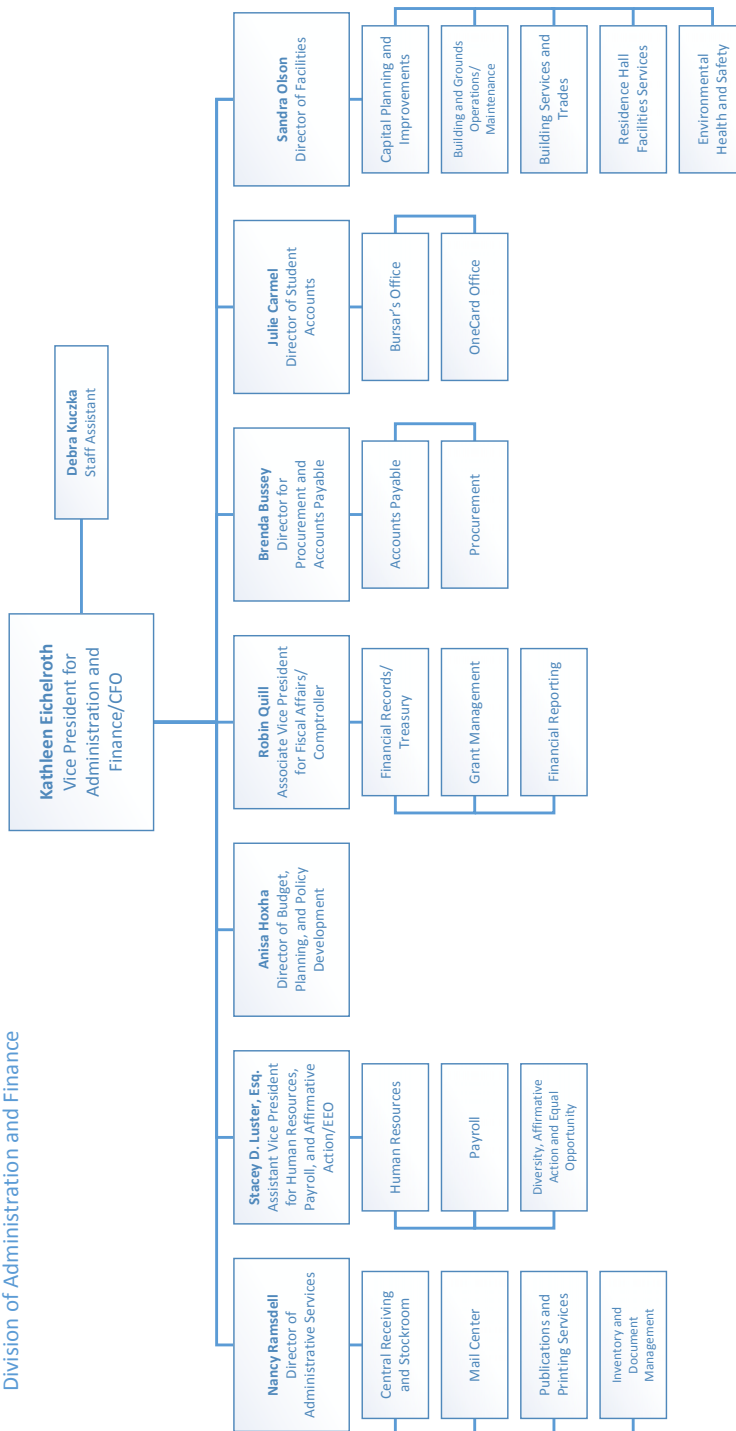 Division of Administration and Finance
Kathleen Eichelroth
Vice President for
Administration and
Finance/CFO
Debra Kuczka
Staff Assistant
Nancy Ramsdell
Director of
Administrative Services
Central Receiving
and Stockroom
Mail Center
Publications and
Printing Services
Inventory and
Document
Management
Stacey D. Luster, Esq.
Assistant Vice President
for Human Resources,
Payroll, and Affirmative
Action/EEO
Human Resources
Payroll
Diversity, Affirmative
Action and Equal
Opportunity
Anisa Hoxha
Director of Budget,
Planning, and Policy
Development
Robin Quill
Associate Vice President
for Fiscal Affairs/
Comptroller
Financial Records/
Treasury
Grant Management
Financial Reporting
Brenda Bussey
Director for
Procurement and
Accounts Payable
Accounts Payable
Procurement
Julie Carmel
Director of Student
Accounts
Bursar's Office
OneCard Office
Sandra Olson
Director of Facilities
Capital Planning and
Improvements
Building and Grounds
Operations/
Maintenance
Building Services and
Trades
Residence Hall
Facilities Services
Environmental
Health and Safety